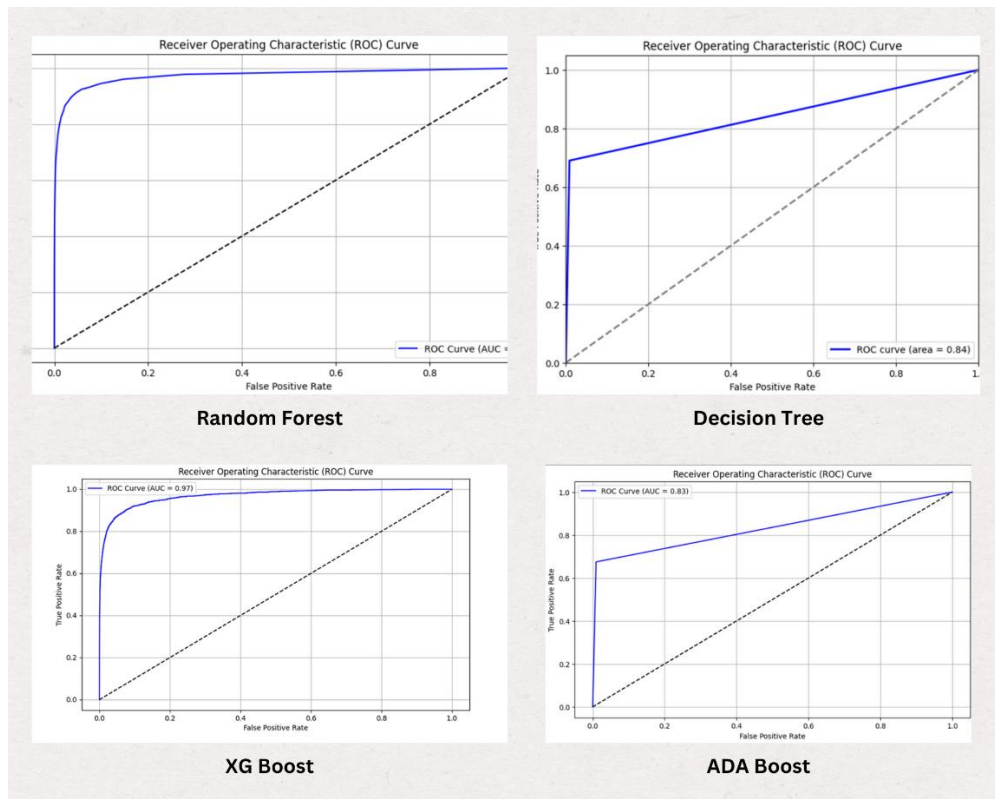 Receiver Operating Characteristic (ROC) Curve
ROC Curve (AUC =
0.0 0.2 0.4 0.6 0.8
False Positive Rate
Random Forest
Receiver Operating Characteristic (ROC) Curve
1.0
0.8
0.6
0.4
0.2
0.0
ROC curve (area = 0.84)
0.0 0.2 0.4 0.6 0.8 1.
False Positive Rate
Decision Tree
Receiver Operating Characteristic (ROC) Curve
ROC Curve (AUC = 0.97)
True Positive Rate
1.0
0.8
0.6
0.4
0.2
0.0
0.0 0.2 0.4 0.6 0.8 1.0
False Positive Rate
XG Boost
Receiver Operating Characteristic (ROC) Curve
ROC Curve (AUC = 0.83)
True Positive Rate
1.0
0.8
0.6
0.4
0.2
0.0
0.0 0.2 0.4 0.6 0.8 1.0
False Positive Rate
ADA Boost